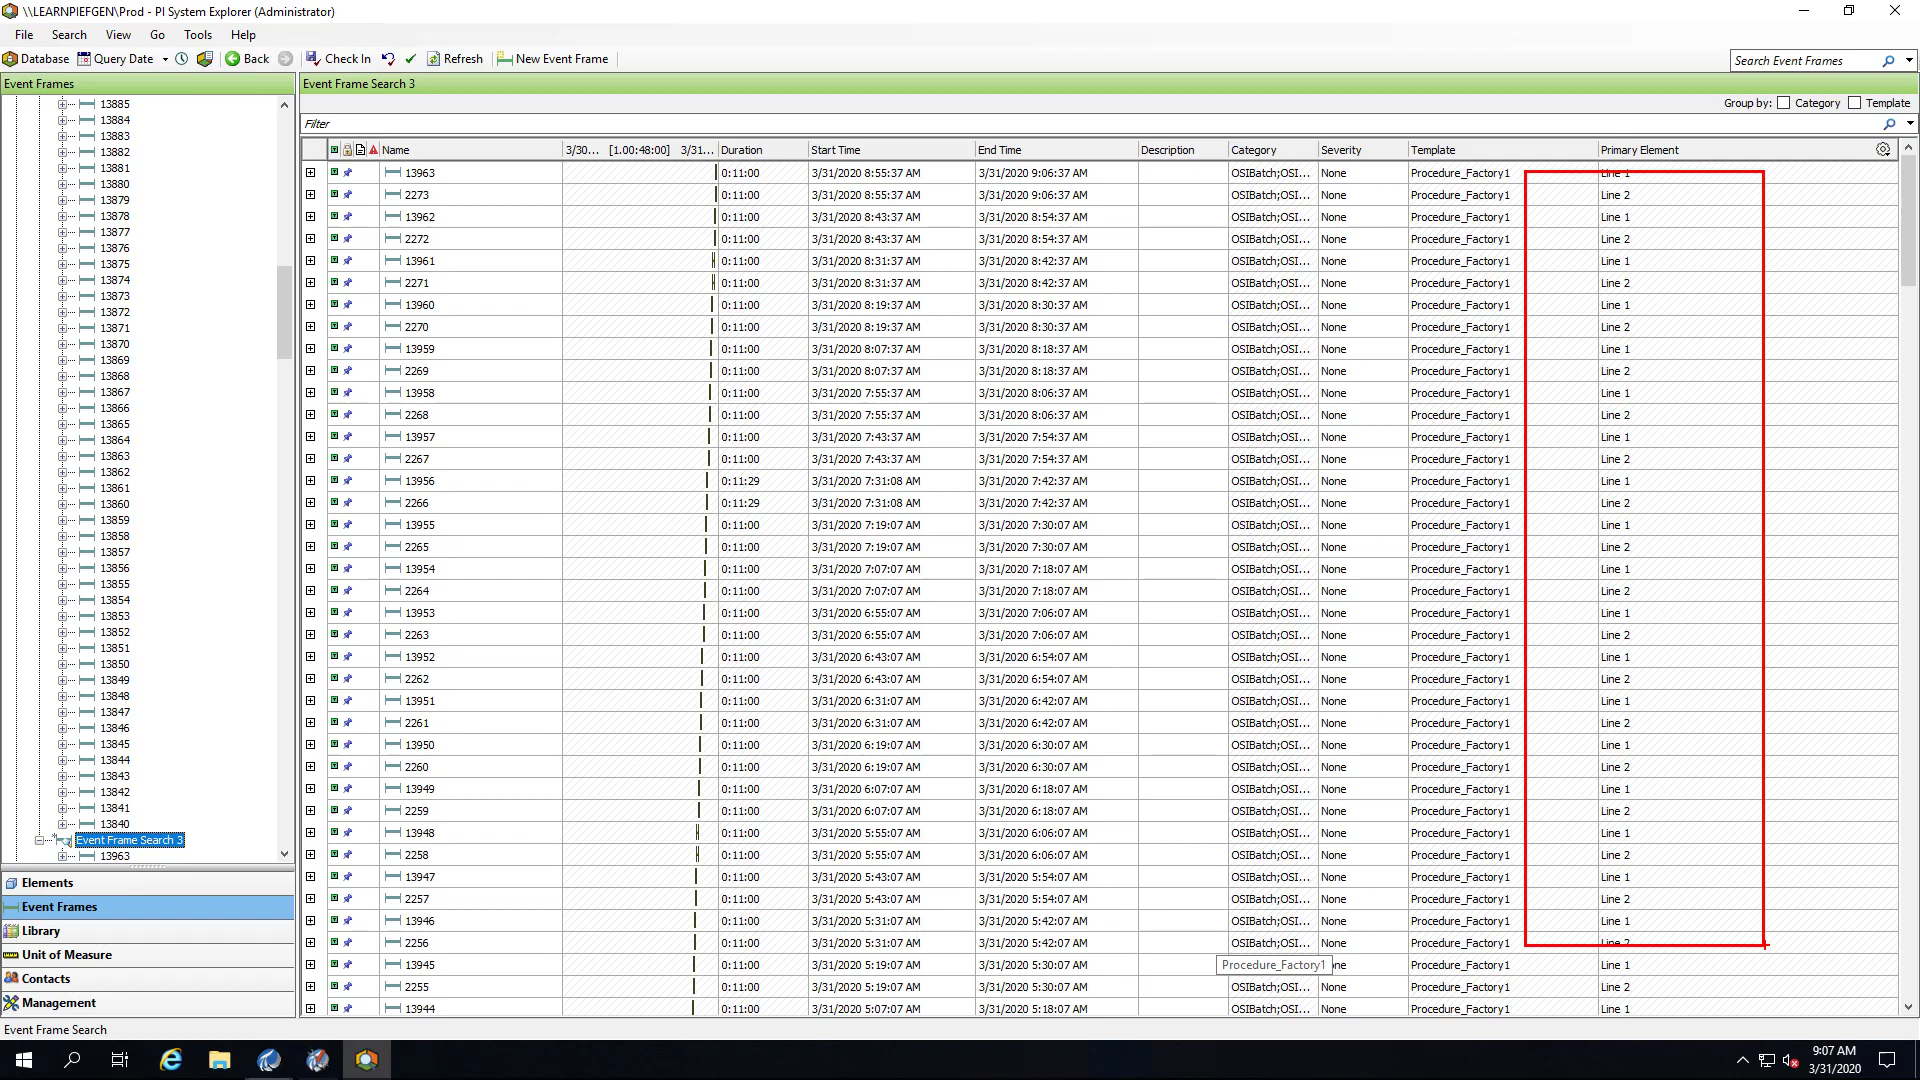 \\LEARNPIEFGEN\Prod - PI System Explorer (Administrator)
File Search View Go Tools Help
Database Query Date Back Check In Refresh New Event Frame
Search Event Frames
Event Frames
13885
13884
13883
13882
13881
13880
13879
13878
13877
13876
13875
13874
13873
13872
13871
13870
13869
13868
13867
13866
13865
13864
13863
13862
13861
13860
13859
13858
13857
13856
13855
13854
13853
13852
13851
13850
13849
13848
13847
13846
13845
13844
13843
13842
13841
13840
Event Frame Search 3
13963
Elements
Event Frames
Library
Unit of Measure
Contacts
Management
Event Frame Search 3
Group by: Category Template
Filter
Name 3/30... [1.00:48:00] 3/31... Duration Start Time End Time Description Category Severity Template Primary Element
13963 0:11:00 3/31/2020 8:55:37 AM 3/31/2020 9:06:37 AM OSIBatch;OSI... None Procedure_Factory1 Line 1
2273 0:11:00 3/31/2020 8:55:37 AM 3/31/2020 9:06:37 AM OSIBatch;OSI... None Procedure_Factory1 Line 2
13962 0:11:00 3/31/2020 8:43:37 AM 3/31/2020 8:54:37 AM OSIBatch;OSI... None Procedure_Factory1 Line 1
2272 0:11:00 3/31/2020 8:43:37 AM 3/31/2020 8:54:37 AM OSIBatch;OSI... None Procedure_Factory1 Line 2
13961 0:11:00 3/31/2020 8:31:37 AM 3/31/2020 8:42:37 AM OSIBatch;OSI... None Procedure_Factory1 Line 1
2271 0:11:00 3/31/2020 8:31:37 AM 3/31/2020 8:42:37 AM OSIBatch;OSI... None Procedure_Factory1 Line 2
13960 0:11:00 3/31/2020 8:19:37 AM 3/31/2020 8:30:37 AM OSIBatch;OSI... None Procedure_Factory1 Line 1
2270 0:11:00 3/31/2020 8:19:37 AM 3/31/2020 8:30:37 AM OSIBatch;OSI... None Procedure_Factory1 Line 2
13959 0:11:00 3/31/2020 8:07:37 AM 3/31/2020 8:18:37 AM OSIBatch;OSI... None Procedure_Factory1 Line 1
2269 0:11:00 3/31/2020 8:07:37 AM 3/31/2020 8:18:37 AM OSIBatch;OSI... None Procedure_Factory1 Line 2
13958 0:11:00 3/31/2020 7:55:37 AM 3/31/2020 8:06:37 AM OSIBatch;OSI... None Procedure_Factory1 Line 1
2268 0:11:00 3/31/2020 7:55:37 AM 3/31/2020 8:06:37 AM OSIBatch;OSI... None Procedure_Factory1 Line 2
13957 0:11:00 3/31/2020 7:43:37 AM 3/31/2020 7:54:37 AM OSIBatch;OSI... None Procedure_Factory1 Line 1
2267 0:11:00 3/31/2020 7:43:37 AM 3/31/2020 7:54:37 AM OSIBatch;OSI... None Procedure_Factory1 Line 2
13956 0:11:29 3/31/2020 7:31:08 AM 3/31/2020 7:42:37 AM OSIBatch;OSI... None Procedure_Factory1 Line 1
2266 0:11:29 3/31/2020 7:31:08 AM 3/31/2020 7:42:37 AM OSIBatch;OSI... None Procedure_Factory1 Line 2
13955 0:11:00 3/31/2020 7:19:07 AM 3/31/2020 7:30:07 AM OSIBatch;OSI... None Procedure_Factory1 Line 1
2265 0:11:00 3/31/2020 7:19:07 AM 3/31/2020 7:30:07 AM OSIBatch;OSI... None Procedure_Factory1 Line 2
13954 0:11:00 3/31/2020 7:07:07 AM 3/31/2020 7:18:07 AM OSIBatch;OSI... None Procedure_Factory1 Line 1
2264 0:11:00 3/31/2020 7:07:07 AM 3/31/2020 7:18:07 AM OSIBatch;OSI... None Procedure_Factory1 Line 2
13953 0:11:00 3/31/2020 6:55:07 AM 3/31/2020 7:06:07 AM OSIBatch;OSI... None Procedure_Factory1 Line 1
2263 0:11:00 3/31/2020 6:55:07 AM 3/31/2020 7:06:07 AM OSIBatch;OSI... None Procedure_Factory1 Line 2
13952 0:11:00 3/31/2020 6:43:07 AM 3/31/2020 6:54:07 AM OSIBatch;OSI... None Procedure_Factory1 Line 1
2262 0:11:00 3/31/2020 6:43:07 AM 3/31/2020 6:54:07 AM OSIBatch;OSI... None Procedure_Factory1 Line 2
13951 0:11:00 3/31/2020 6:31:07 AM 3/31/2020 6:42:07 AM OSIBatch;OSI... None Procedure_Factory1 Line 1
2261 0:11:00 3/31/2020 6:31:07 AM 3/31/2020 6:42:07 AM OSIBatch;OSI... None Procedure_Factory1 Line 2
13950 0:11:00 3/31/2020 6:19:07 AM 3/31/2020 6:30:07 AM OSIBatch;OSI... None Procedure_Factory1 Line 1
2260 0:11:00 3/31/2020 6:19:07 AM 3/31/2020 6:30:07 AM OSIBatch;OSI... None Procedure_Factory1 Line 2
13949 0:11:00 3/31/2020 6:07:07 AM 3/31/2020 6:18:07 AM OSIBatch;OSI... None Procedure_Factory1 Line 1
2259 0:11:00 3/31/2020 6:07:07 AM 3/31/2020 6:18:07 AM OSIBatch;OSI... None Procedure_Factory1 Line 2
13948 0:11:00 3/31/2020 5:55:07 AM 3/31/2020 6:06:07 AM OSIBatch;OSI... None Procedure_Factory1 Line 1
2258 0:11:00 3/31/2020 5:55:07 AM 3/31/2020 6:06:07 AM OSIBatch;OSI... None Procedure_Factory1 Line 2
13947 0:11:00 3/31/2020 5:43:07 AM 3/31/2020 5:54:07 AM OSIBatch;OSI... None Procedure_Factory1 Line 1
2257 0:11:00 3/31/2020 5:43:07 AM 3/31/2020 5:54:07 AM OSIBatch;OSI... None Procedure_Factory1 Line 2
13946 0:11:00 3/31/2020 5:31:07 AM 3/31/2020 5:42:07 AM OSIBatch;OSI... None Procedure_Factory1 Line 1
2256 0:11:00 3/31/2020 5:31:07 AM 3/31/2020 5:42:07 AM OSIBatch;OSI... None Procedure_Factory1 Line 2
13945 0:11:00 3/31/2020 5:19:07 AM 3/31/2020 5:30:07 AM Procedure_Factory1 ne Procedure_Factory1 Line 1
2255 0:11:00 3/31/2020 5:19:07 AM 3/31/2020 5:30:07 AM OSIBatch;OSI... None Procedure_Factory1 Line 2
13944 0:11:00 3/31/2020 5:07:07 AM 3/31/2020 5:18:07 AM OSIBatch;OSI... None Procedure_Factory1 Line 1
Event Frame Search
9:07 AM
3/31/2020